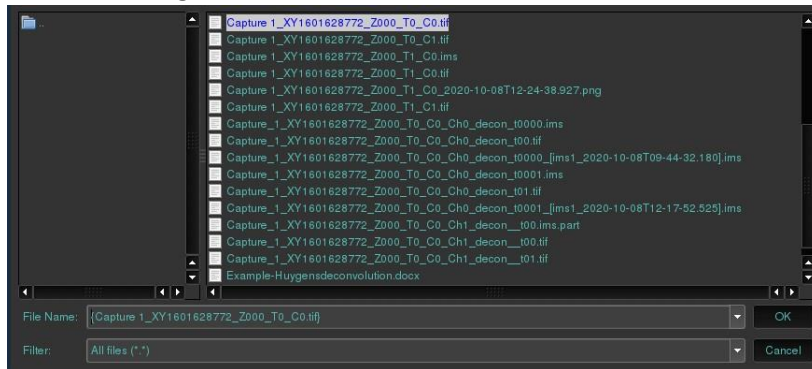 ..
Capture 1_XY1601628772_Z000_T0_C0.tif
Capture 1_XY1601628772_Z000_T0_C1.tif
Capture 1_XY1601628772_Z000_T1_C0.ims
Capture 1_XY1601628772_Z000_T1_C0.tif
Capture 1_XY1601628772_Z000_T1_C0_2020-10-08T12-24-38.927.png
Capture 1_XY1601628772_Z000_T1_C1.tif
Capture_1_XY1601628772_Z000_T0_C0_Ch0_decon_t0000.ims
Capture_1_XY1601628772_Z000_T0_C0_Ch0_decon_t00.tif
Capture_1_XY1601628772_Z000_T0_C0_Ch0_decon_t0000_[ims1_2020-10-08T09-44-32.180].ims
Capture_1_XY1601628772_Z000_T0_C0_Ch0_decon_t0001.ims
Capture_1_XY1601628772_Z000_T0_C0_Ch0_decon_t01.tif
Capture_1_XY1601628772_Z000_T0_C0_Ch0_decon_t0001_[ims1_2020-10-08T12-17-52.525].ims
Capture_1_XY1601628772_Z000_T0_C0_Ch1_decon__t00.ims.part
Capture_1_XY1601628772_Z000_T0_C0_Ch1_decon__t00.tif
Capture_1_XY1601628772_Z000_T0_C0_Ch1_decon__t01.tif
Example-Huygensdeconvolution.docx
File Name: {Capture 1_XY1601628772_Z000_T0_C0.tif} OK
Filter: All files (*.*) Cancel